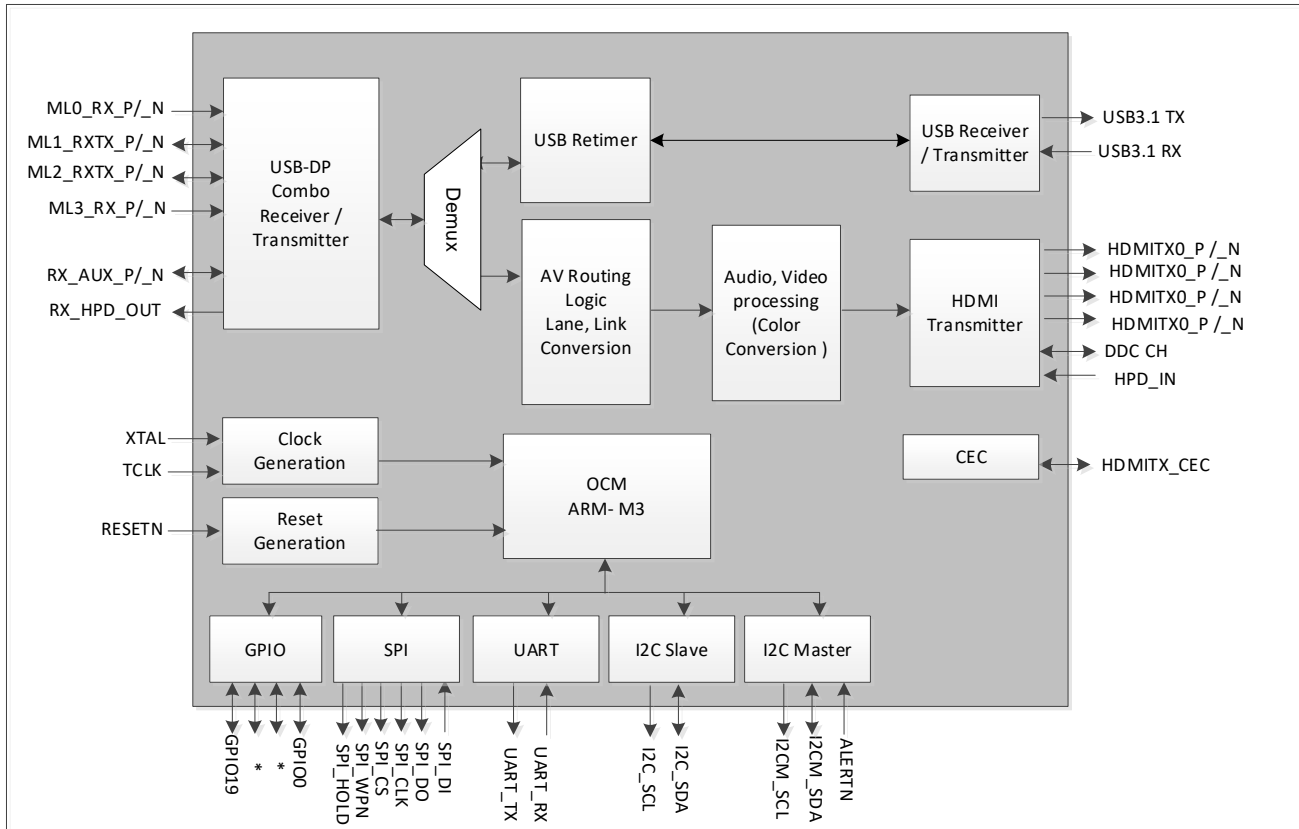 ML0_RX_P/_N
ML1_RXTX_P/_N
ML2_RXTX_P/_N
ML3_RX_P/_N
RX_AUX_P/_N
RX_HPD_OUT
USB-DP
Combo
Receiver /
Transmitter
Demux
USB Retimer
USB Receiver
/ Transmitter
USB3.1 TX
USB3.1 RX
AV Routing
Logic
Lane, Link
Conversion
Audio, Video
processing
(Color
Conversion )
HDMI
Transmitter
HDMITX0_P /_N
HDMITX0_P /_N
HDMITX0_P /_N
HDMITX0_P /_N
DDC CH
HPD_IN
XTAL
TCLK
Clock
Generation
RESETN
Reset
Generation
OCM
ARM- M3
CEC
HDMITX_CEC
GPIO
SPI
UART
I2C Slave
I2C Master
GPIO19
*
*
GPIO0
SPI_HOLD
SPI_WPN
SPI_CS
SPI_CLK
SPI_DO
SPI_DI
UART_TX
UART_RX
I2C_SCL
I2C_SDA
I2CM_SCL
I2CM_SDA
ALERTN